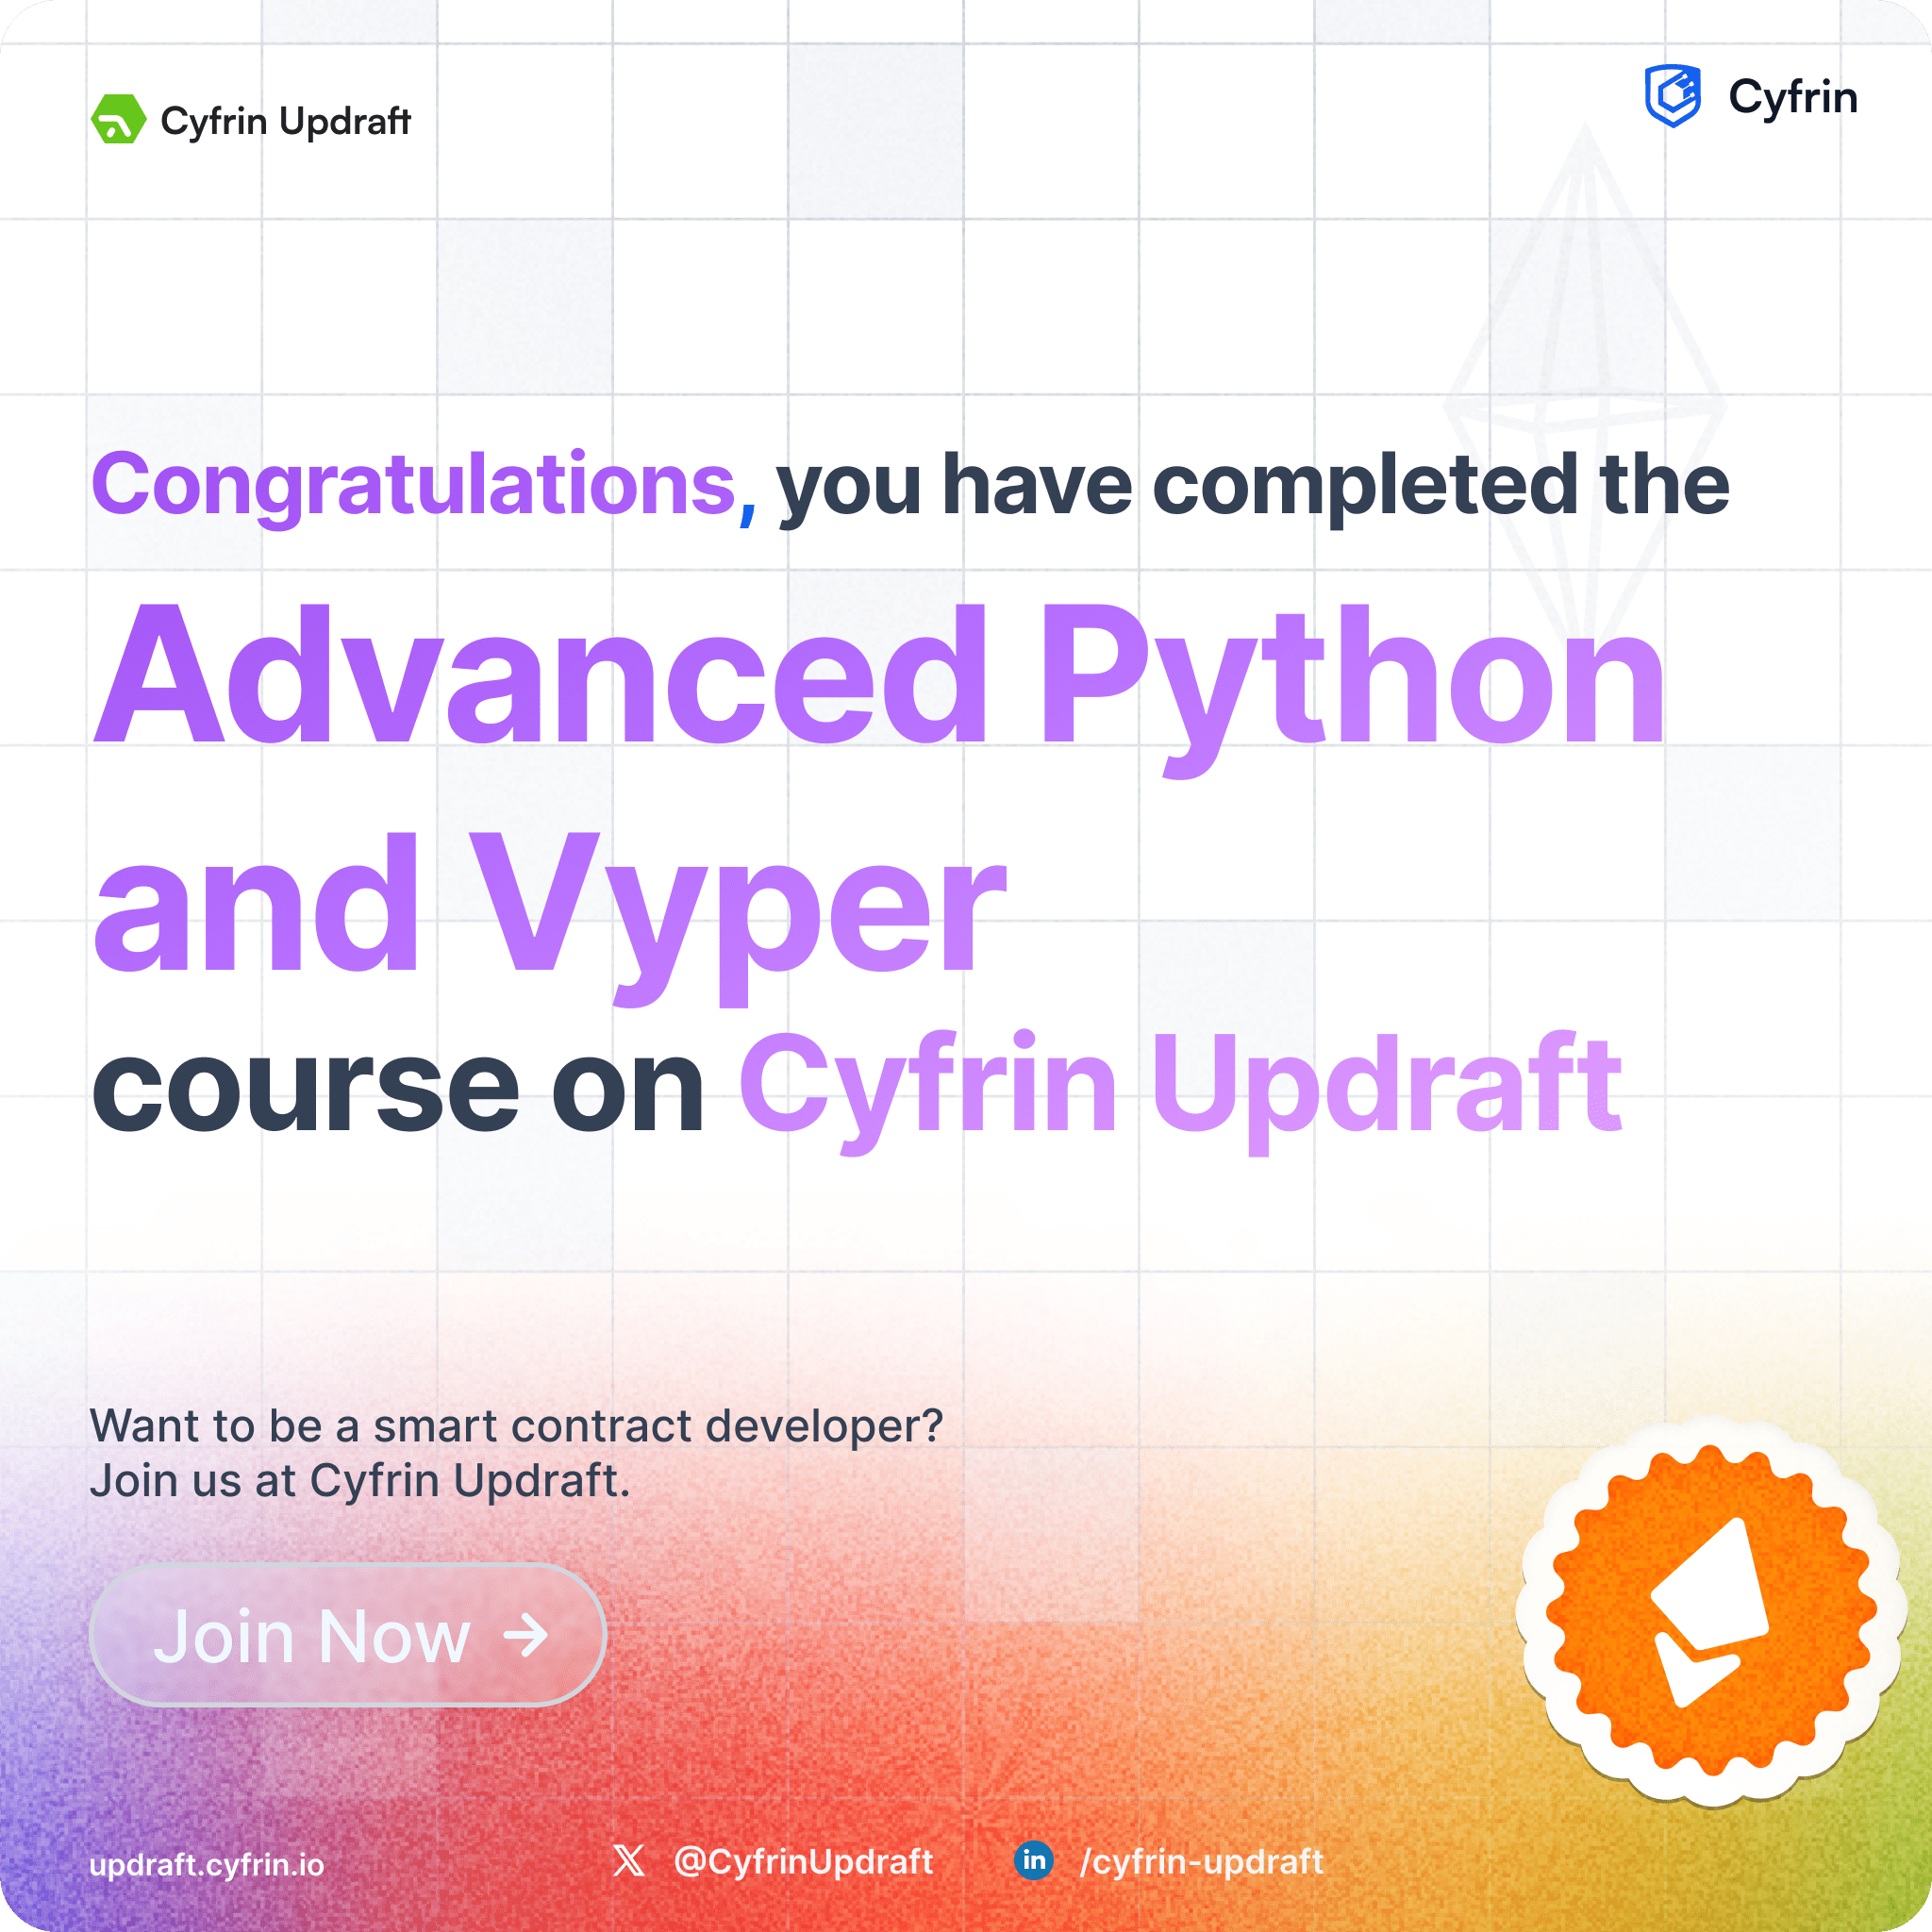 Cyfrin Updraft
Cyfrin
Congratulations, you have completed the
Advanced Python
and Vyper
course on Cyfrin Updraft
Want to be a smart contract developer?
Join us at Cyfrin Updraft.
Join Now →
updraft.cyfrin.io
@CyfrinUpdraft
in
/cyfrin-updraft